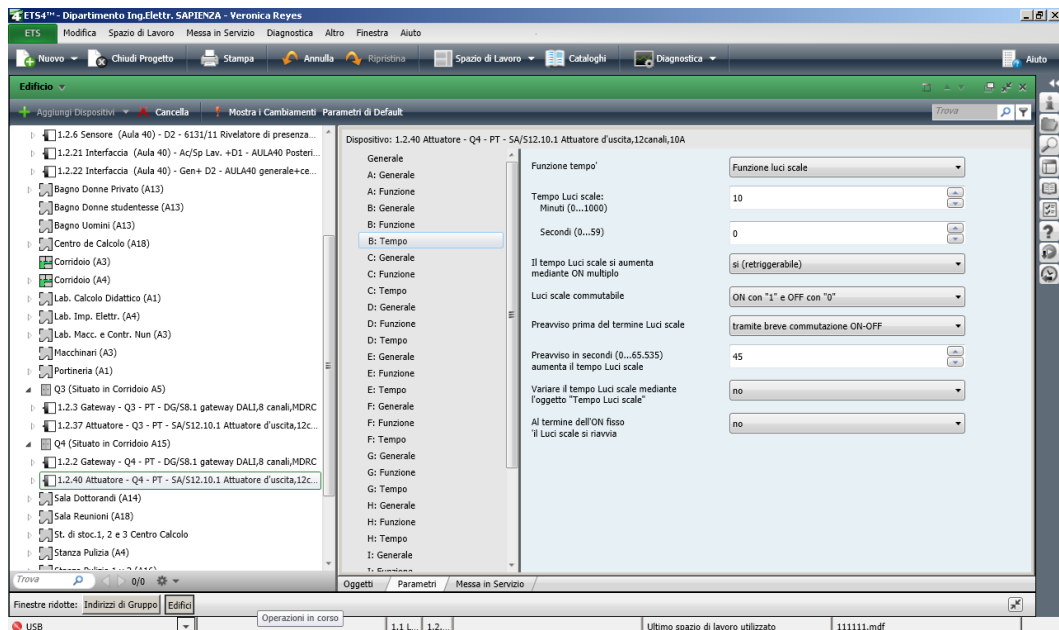 ETS4™ - Dipartimento Ing.Elettr. SAPIENZA - Veronica Reyes
ETS Modifica Spazio di Lavoro Messa in Servizio Diagnostica Altro Finestra Aiuto
Nuovo Chiudi Progetto Stampa Annulla Ripristina Spazio di Lavoro Cataloghi Diagnostica Aiuto
Edificio
Aggiungi Dispositivi Cancella Mostra i Cambiamenti Parametri di Default Trova
1.2.6 Sensore (Aula 40) - D2 - 6131/11 Rivelatore di presenza...
1.2.21 Interfaccia (Aula 40) - Ac/Sp Lav. +D1 - AULA40 Posteri...
1.2.22 Interfaccia (Aula 40) - Gen+ D2 - AULA40 generale+ce...
Bagno Donne Privato (A13)
Bagno Donne studentesse (A13)
Bagno Uomini (A13)
Centro de Calcolo (A18)
Corridoio (A3)
Corridoio (A4)
Lab. Calcolo Didattico (A1)
Lab. Imp. Elettr. (A4)
Lab. Macc. e Contr. Nun (A3)
Macchinari (A3)
Portineria (A1)
Q3 (Situato in Corridoio A5)
1.2.3 Gateway - Q3 - PT - DG/S8.1 gateway DALI,8 canali,MDRC
1.2.37 Attuatore - Q3 - PT - SA/S12.10.1 Attuatore d'uscita,12c...
Q4 (Situato in Corridoio A15)
1.2.2 Gateway - Q4 - PT - DG/S8.1 gateway DALI,8 canali,MDRC
1.2.40 Attuatore - Q4 - PT - SA/S12.10.1 Attuatore d'uscita,12c...
Sala Dottorandi (A14)
Sala Reunioni (A18)
St. di stoc.1, 2 e 3 Centro Calcolo
Stanza Pulizia (A4)
Stanza Pulizia 1 y 2 (A16)
Trova 0/0
Dispositivo: 1.2.40 Attuatore - Q4 - PT - SA/S12.10.1 Attuatore d'uscita,12canali,10A
Generale
A: Generale
A: Funzione
B: Generale
B: Funzione
B: Tempo
C: Generale
C: Funzione
C: Tempo
D: Generale
D: Funzione
D: Tempo
E: Generale
E: Funzione
E: Tempo
F: Generale
F: Funzione
F: Tempo
G: Generale
G: Funzione
G: Tempo
H: Generale
H: Funzione
H: Tempo
I: Generale
I: Funzione
Funzione tempo' Funzione luci scale
Tempo Luci scale:
Minuti (0...1000) 10
Secondi (0...59) 0
Il tempo Luci scale si aumenta
mediante ON multiplo si (retriggerabile)
Luci scale commutabile ON con "1" e OFF con "0"
Preavviso prima del termine Luci scale tramite breve commutazione ON-OFF
Preavviso in secondi (0...65.535)
aumenta il tempo Luci scale 45
Variare il tempo Luci scale mediante
l'oggetto "Tempo Luci scale" no
Al termine dell'ON fisso
'il Luci scale si riavvia no
Oggetti Parametri Messa in Servizio
Finestre ridotte: Indirizzi di Gruppo Edifici
Operazioni in corso
USB 1.1 L... 1.2.... Ultimo spazio di lavoro utilizzato 111111.mdf